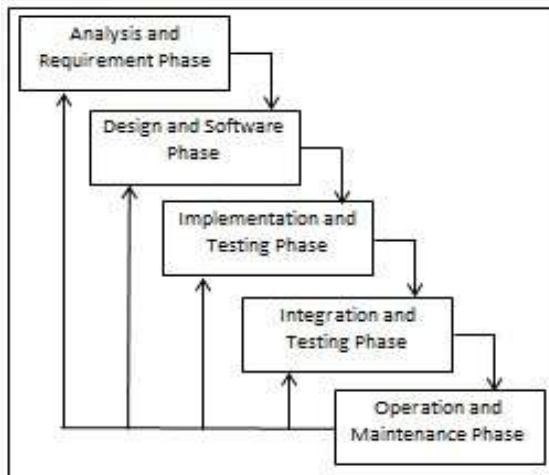 Analysis and
Requirement Phase
Design and Software
Phase
Implementation and
Testing Phase
Integration and
Testing Phase
Operation and
Maintenance Phase